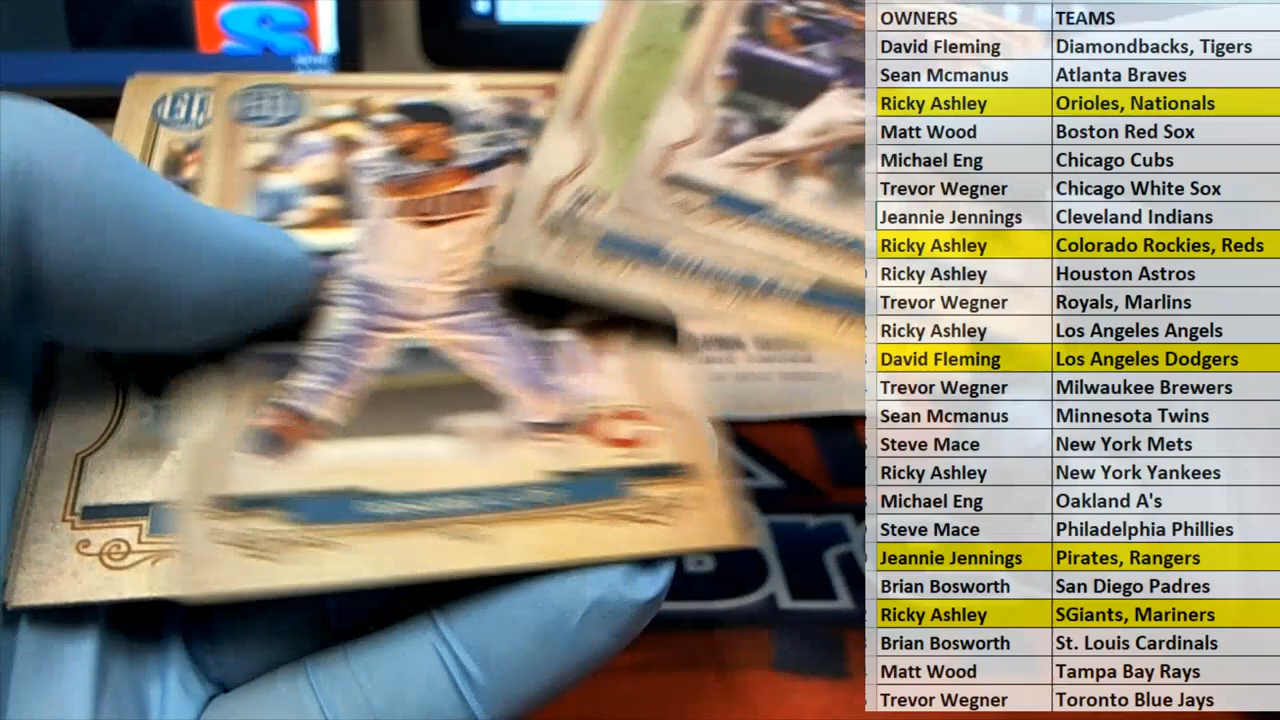 OWNERS TEAMS
David Fleming Diamondbacks, Tigers
Sean Mcmanus Atlanta Braves
Ricky Ashley Orioles, Nationals
Matt Wood Boston Red Sox
Michael Eng Chicago Cubs
Trevor Wegner Chicago White Sox
Jeannie Jennings Cleveland Indians
Ricky Ashley Colorado Rockies, Reds
Ricky Ashley Houston Astros
Trevor Wegner Royals, Marlins
Ricky Ashley Los Angeles Angels
David Fleming Los Angeles Dodgers
Trevor Wegner Milwaukee Brewers
Sean Mcmanus Minnesota Twins
Steve Mace New York Mets
Ricky Ashley New York Yankees
Michael Eng Oakland A's
Steve Mace Philadelphia Phillies
Jeannie Jennings Pirates, Rangers
Brian Bosworth San Diego Padres
Ricky Ashley SGiants, Mariners
Brian Bosworth St. Louis Cardinals
Matt Wood Tampa Bay Rays
Trevor Wegner Toronto Blue Jays